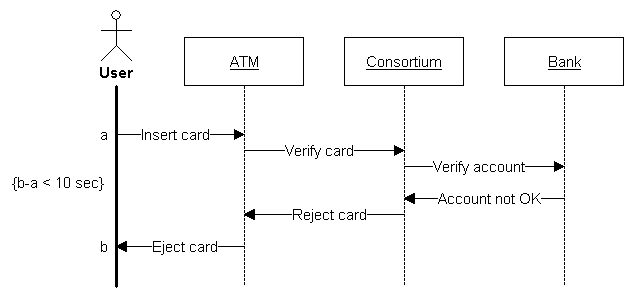 User
ATM
Consortium
Bank
a
Insert card
Verify card
Verify account
{b-a < 10 sec}
Account not OK
Reject card
b
Eject card